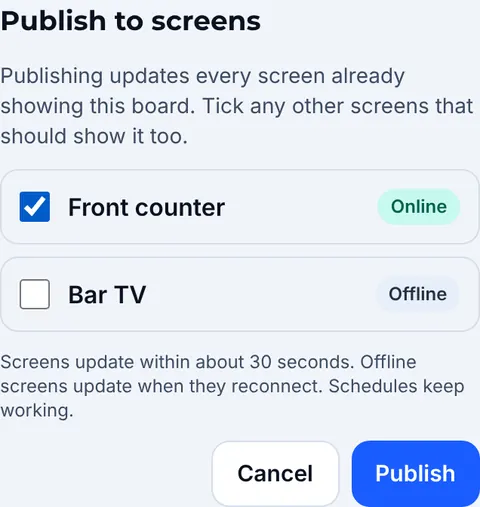 Publish to screens
Publishing updates every screen already
showing this board. Tick any other screens that
should show it too.
Front counter
Online
Bar TV
Offline
Screens update within about 30 seconds. Offline
screens update when they reconnect. Schedules keep
working.
Cancel
Publish